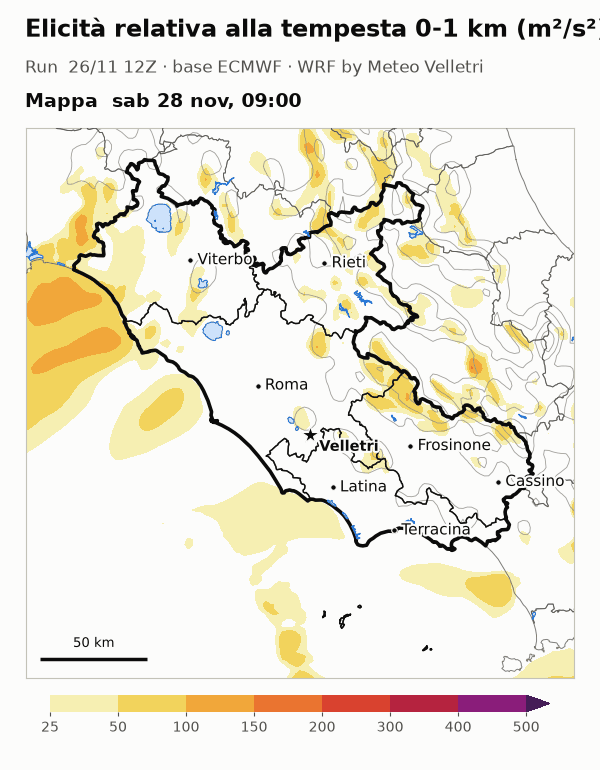 Elicità relativa alla tempesta 0-1 km (m²/s²)
Run 26/11 12Z · base ECMWF · WRF by Meteo Velletri
Mappa sab 28 nov, 09:00
Viterbo
Rieti
Roma
Velletri
Frosinone
Cassino
Latina
Terracina
50 km
25 50 100 150 200 300 400 500